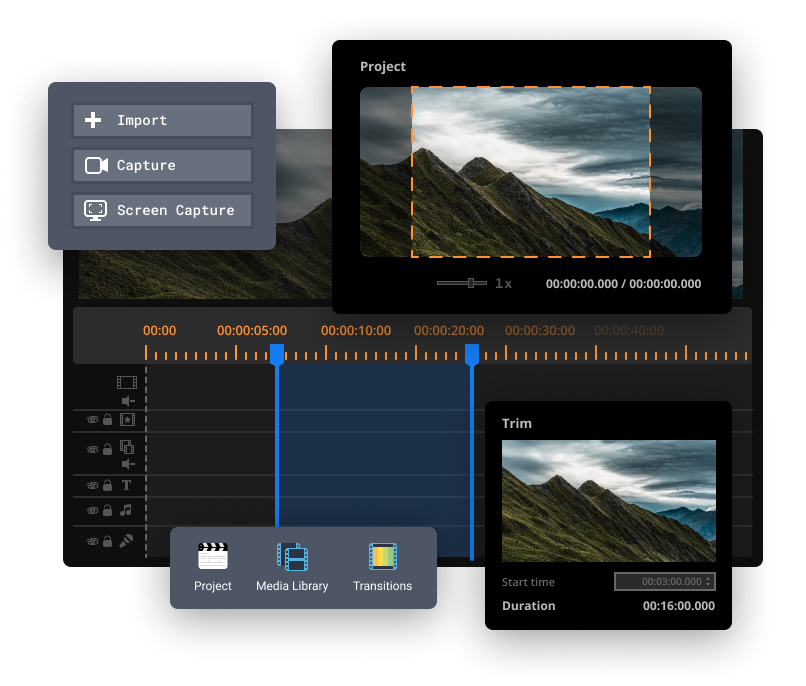 Project
Import
Capture
Screen Capture
1x
00:00:00.000 / 00:00:00.000
00:00
00:00:05:00
00:00:10:00
00:00:20:00
00:00:30:00
00:00:40:00
Trim
T
Start time
00:03:00.000
Duration
00:16:00.000
Project
Media Library
Transitions